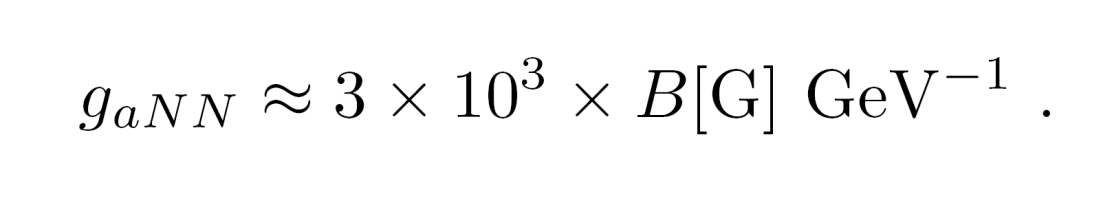 g_{aNN} ≈ 3 × 10^3 × B[G] GeV^{−1} .